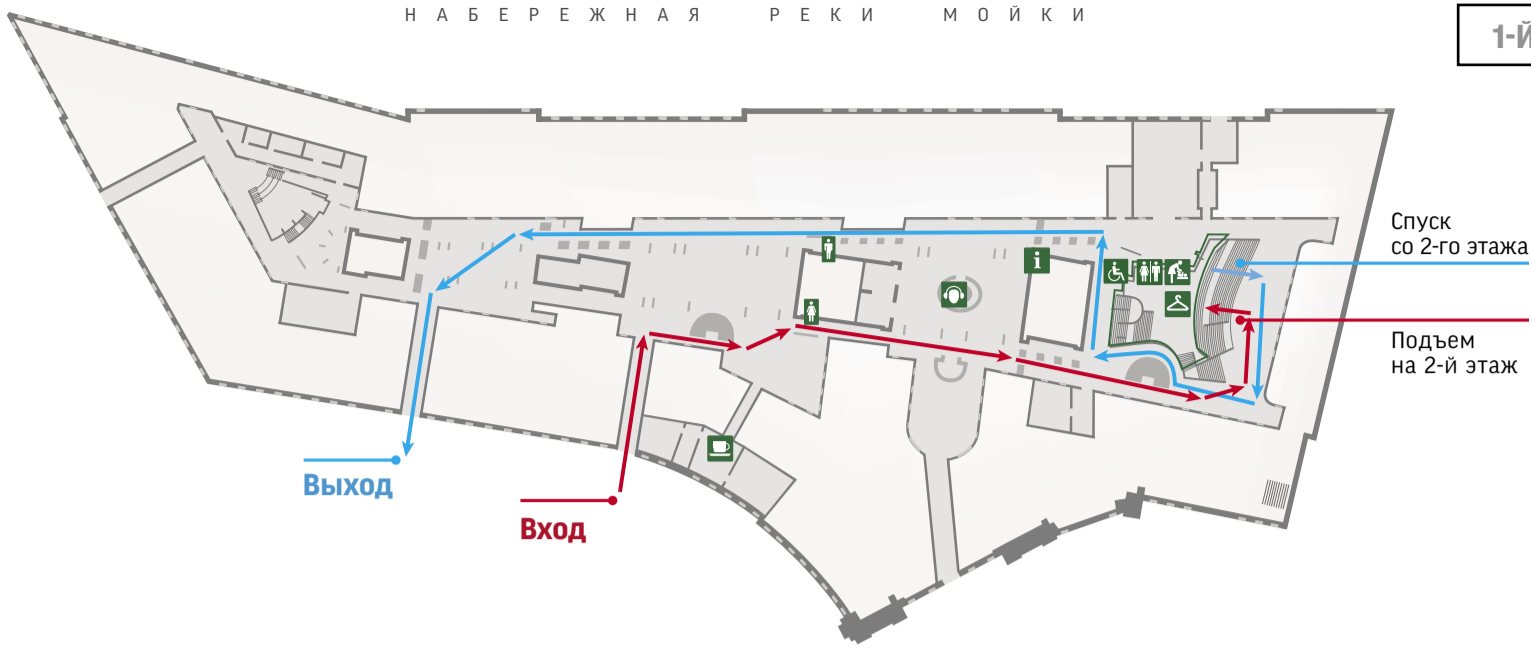 НАБЕРЕЖНАЯ РЕКИ МОЙКИ
1-Й
Спуск
со 2-го этажа
Подъем
на 2-й этаж
i
Выход
Вход